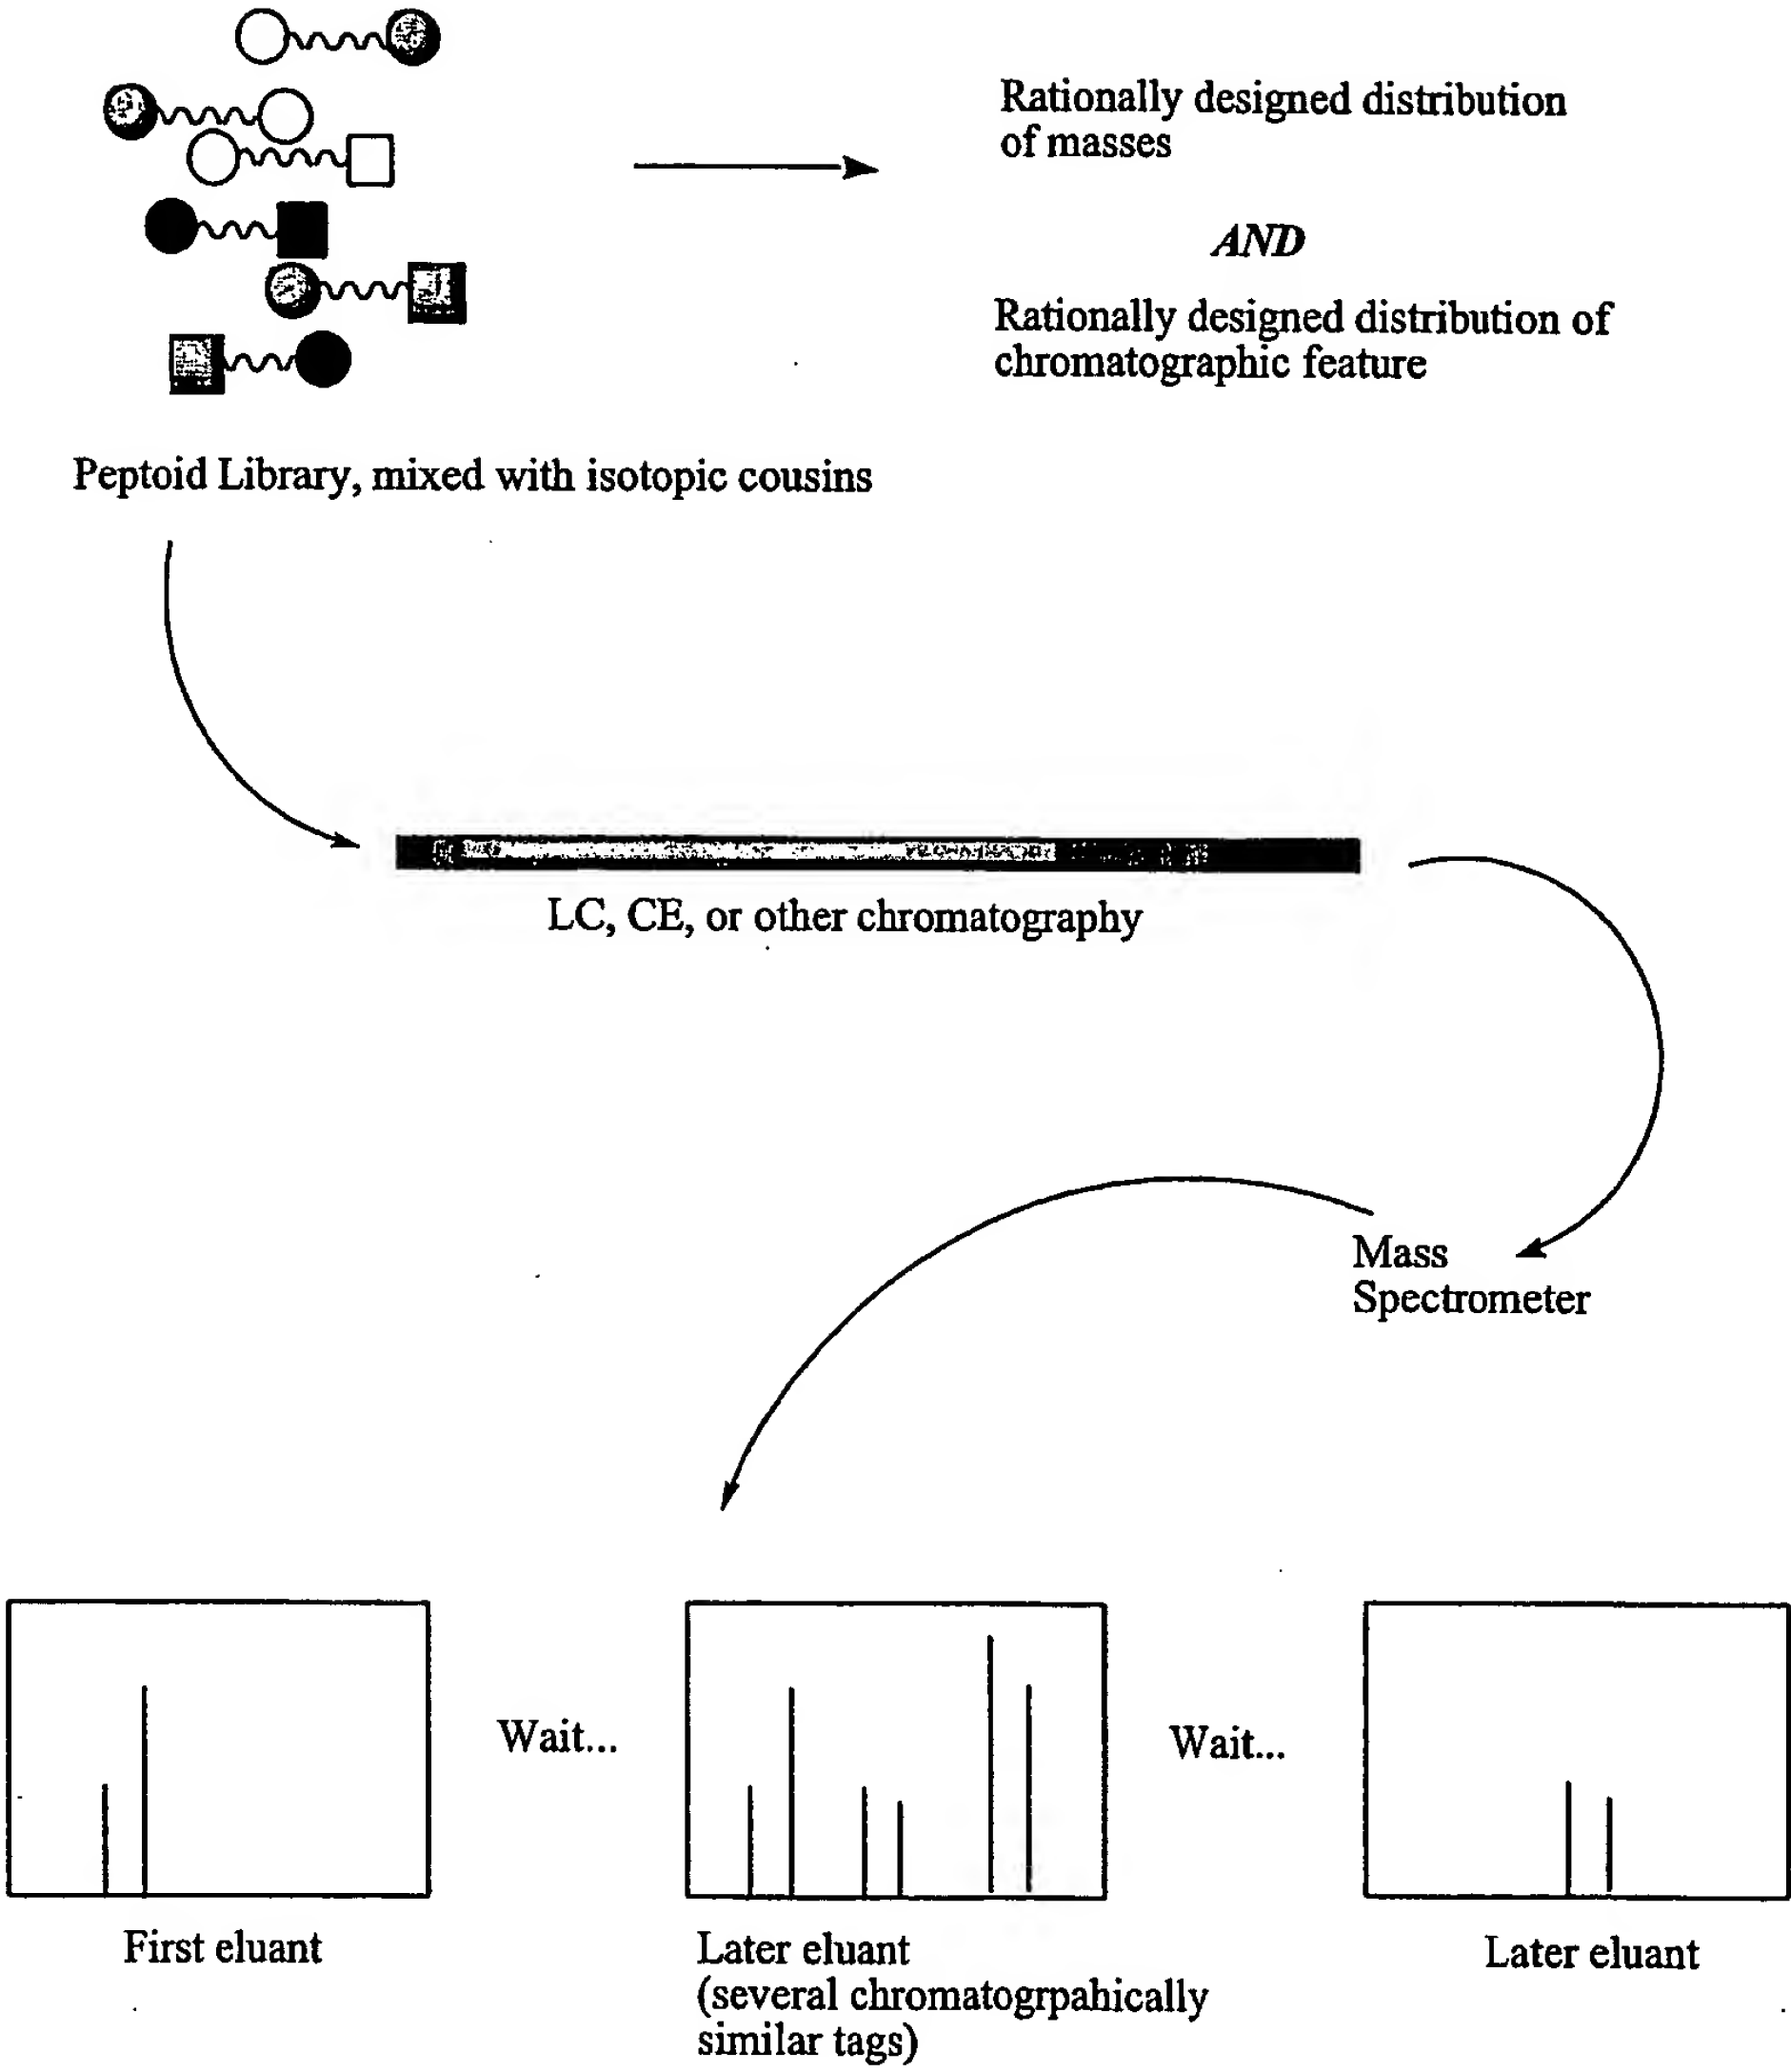 Rationally designed distribution
of masses
AND
Rationally designed distribution of
chromatographic feature
Peptoid Library, mixed with isotopic cousins
LC, CE, or other chromatography
Mass
Spectrometer
Wait...
Wait...
First eluant
Later eluant
(several chromatogrpahically
similar tags)
Later eluant